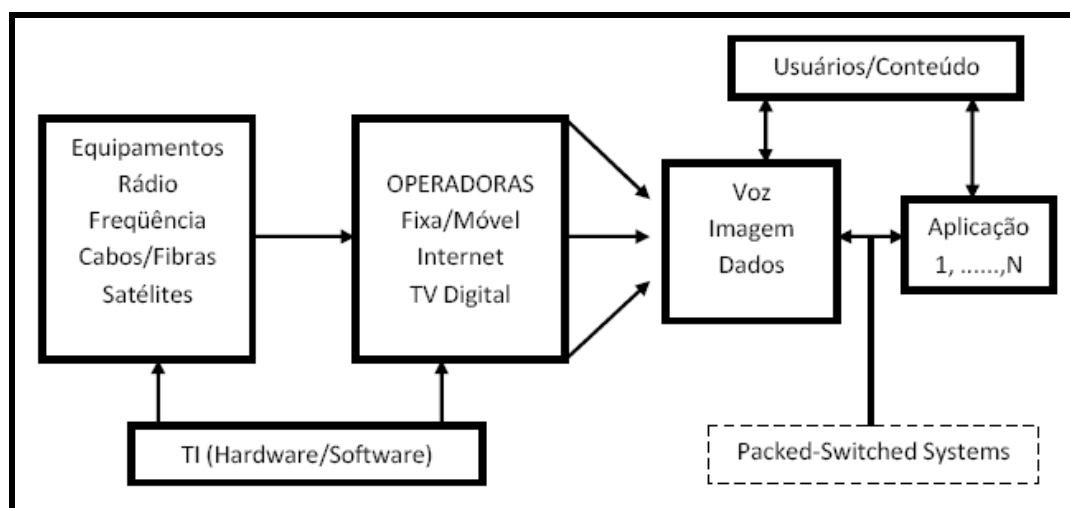 Usuários/Conteúdo
Equipamentos
Rádio
Freqüência
Cabos/Fibras
Satélites
OPERADORAS
Fixa/Móvel
Internet
TV Digital
Voz
Imagem
Dados
Aplicação
1, ......,N
TI (Hardware/Software)
Packed-Switched Systems